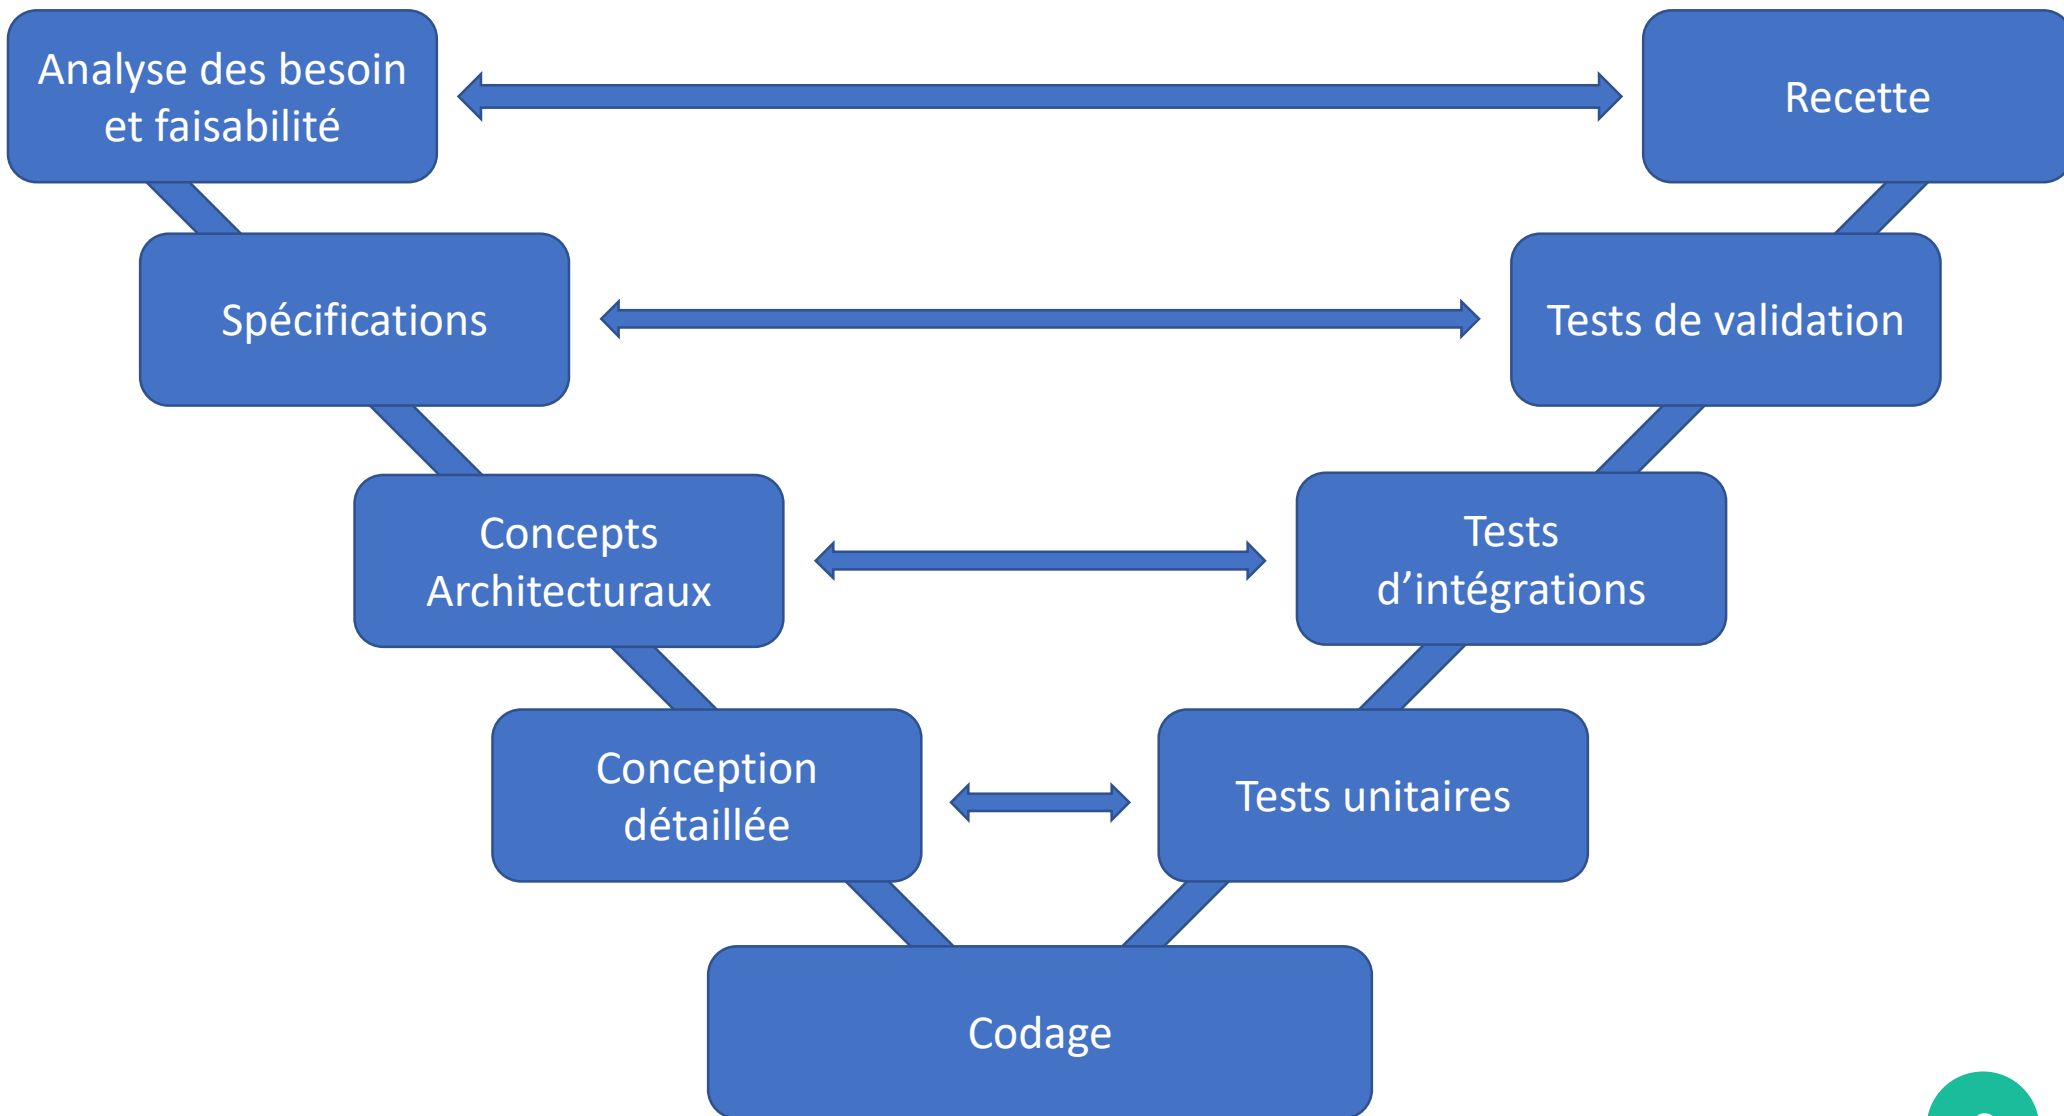 Analyse des besoin
et faisabilité
Recette
Spécifications
Tests de validation
Concepts
Architecturaux
Tests
d’intégrations
Conception
détaillée
Tests unitaires
Codage